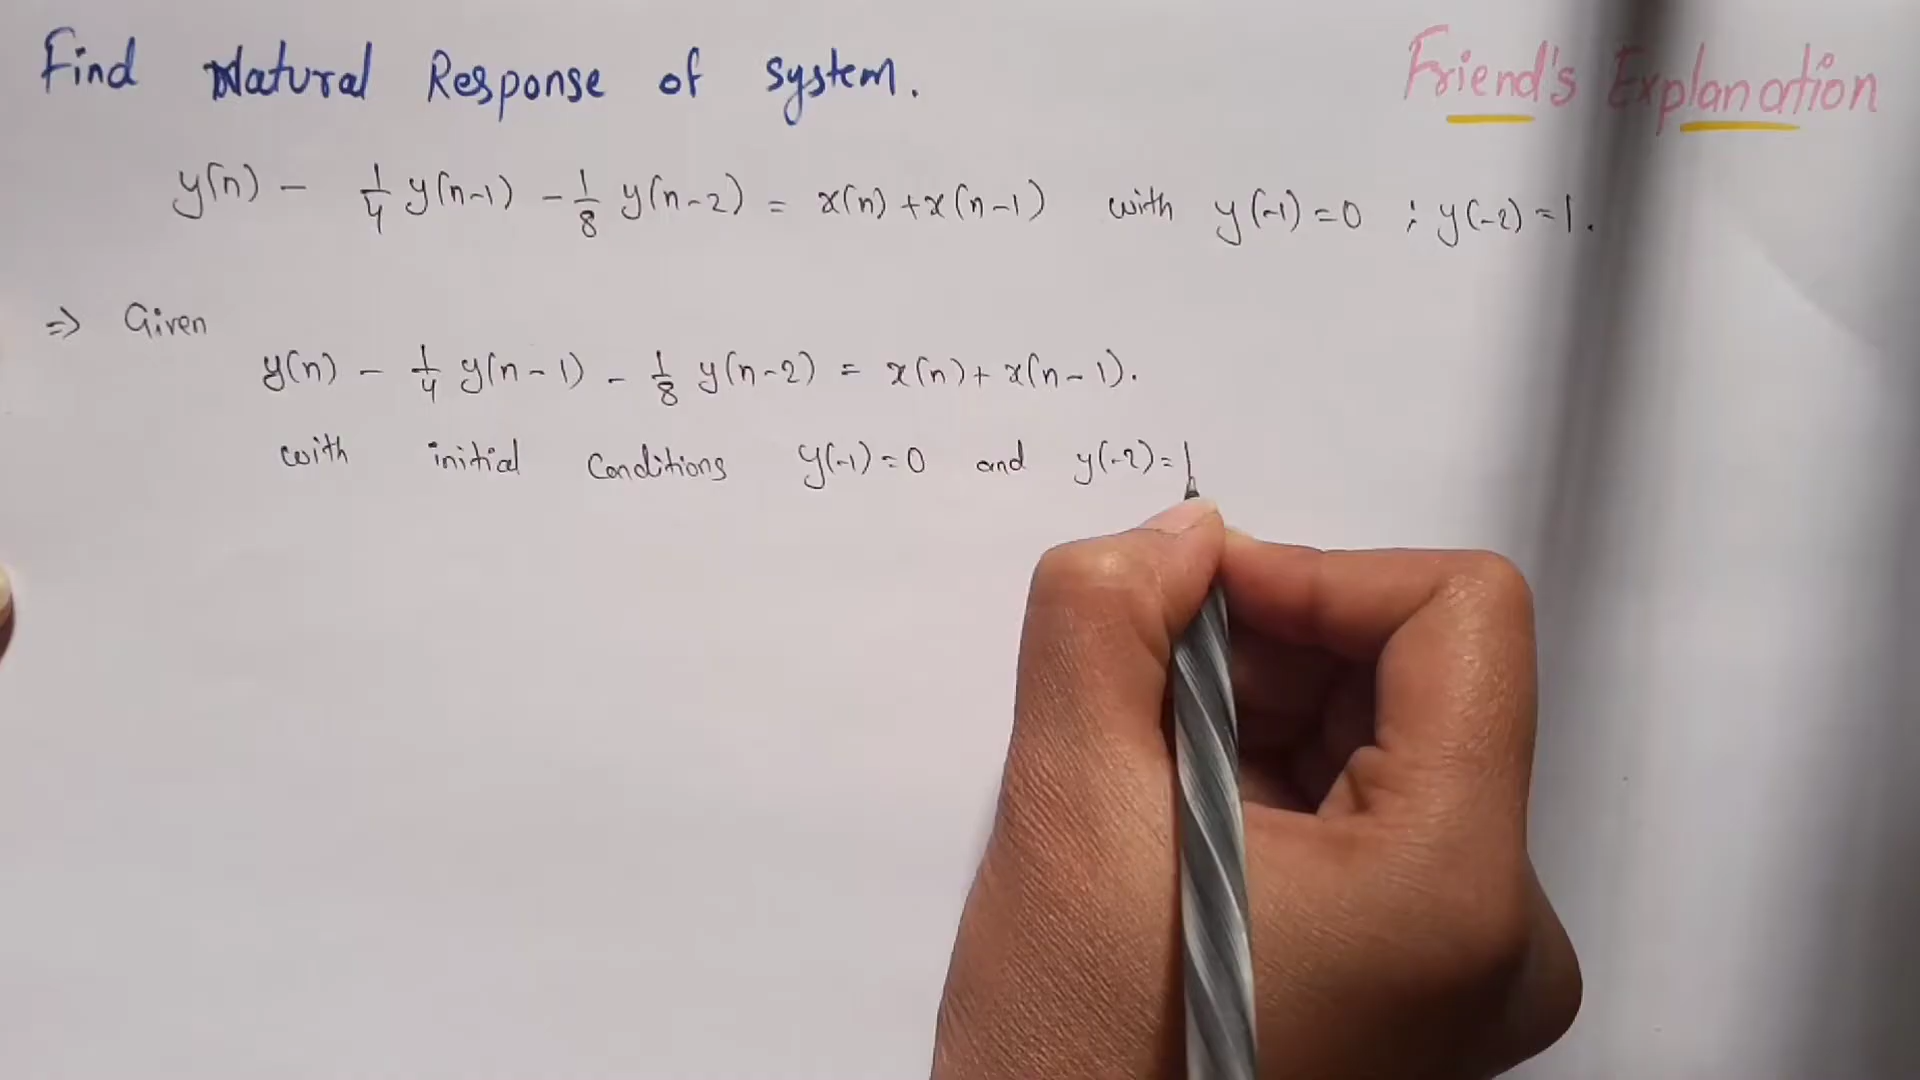 Find Natural Response of system.
Friend's Explanation
y(n) - 1/4 y(n-1) - 1/8 y(n-2) = x(n) + x(n-1) with y(-1) = 0 ; y(-2) = 1.
=> Given
y(n) - 1/4 y(n-1) - 1/8 y(n-2) = x(n) + x(n-1).
with initial Conditions y(-1) = 0 and y(-2) = 1